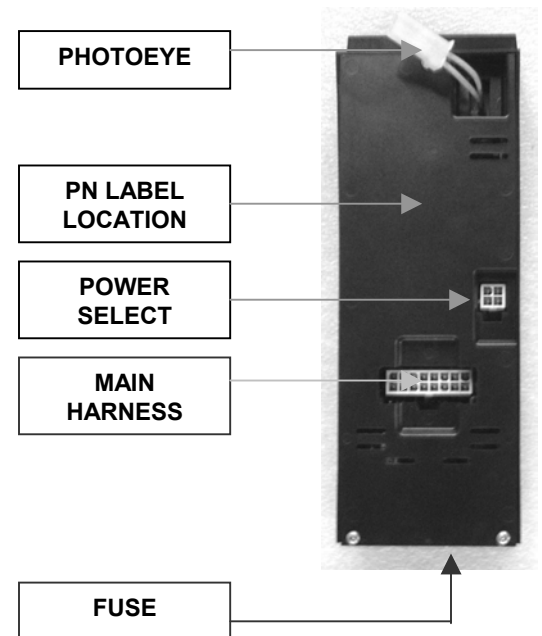 PHOTOEYE
PN LABEL
LOCATION
POWER
SELECT
MAIN
HARNESS
FUSE